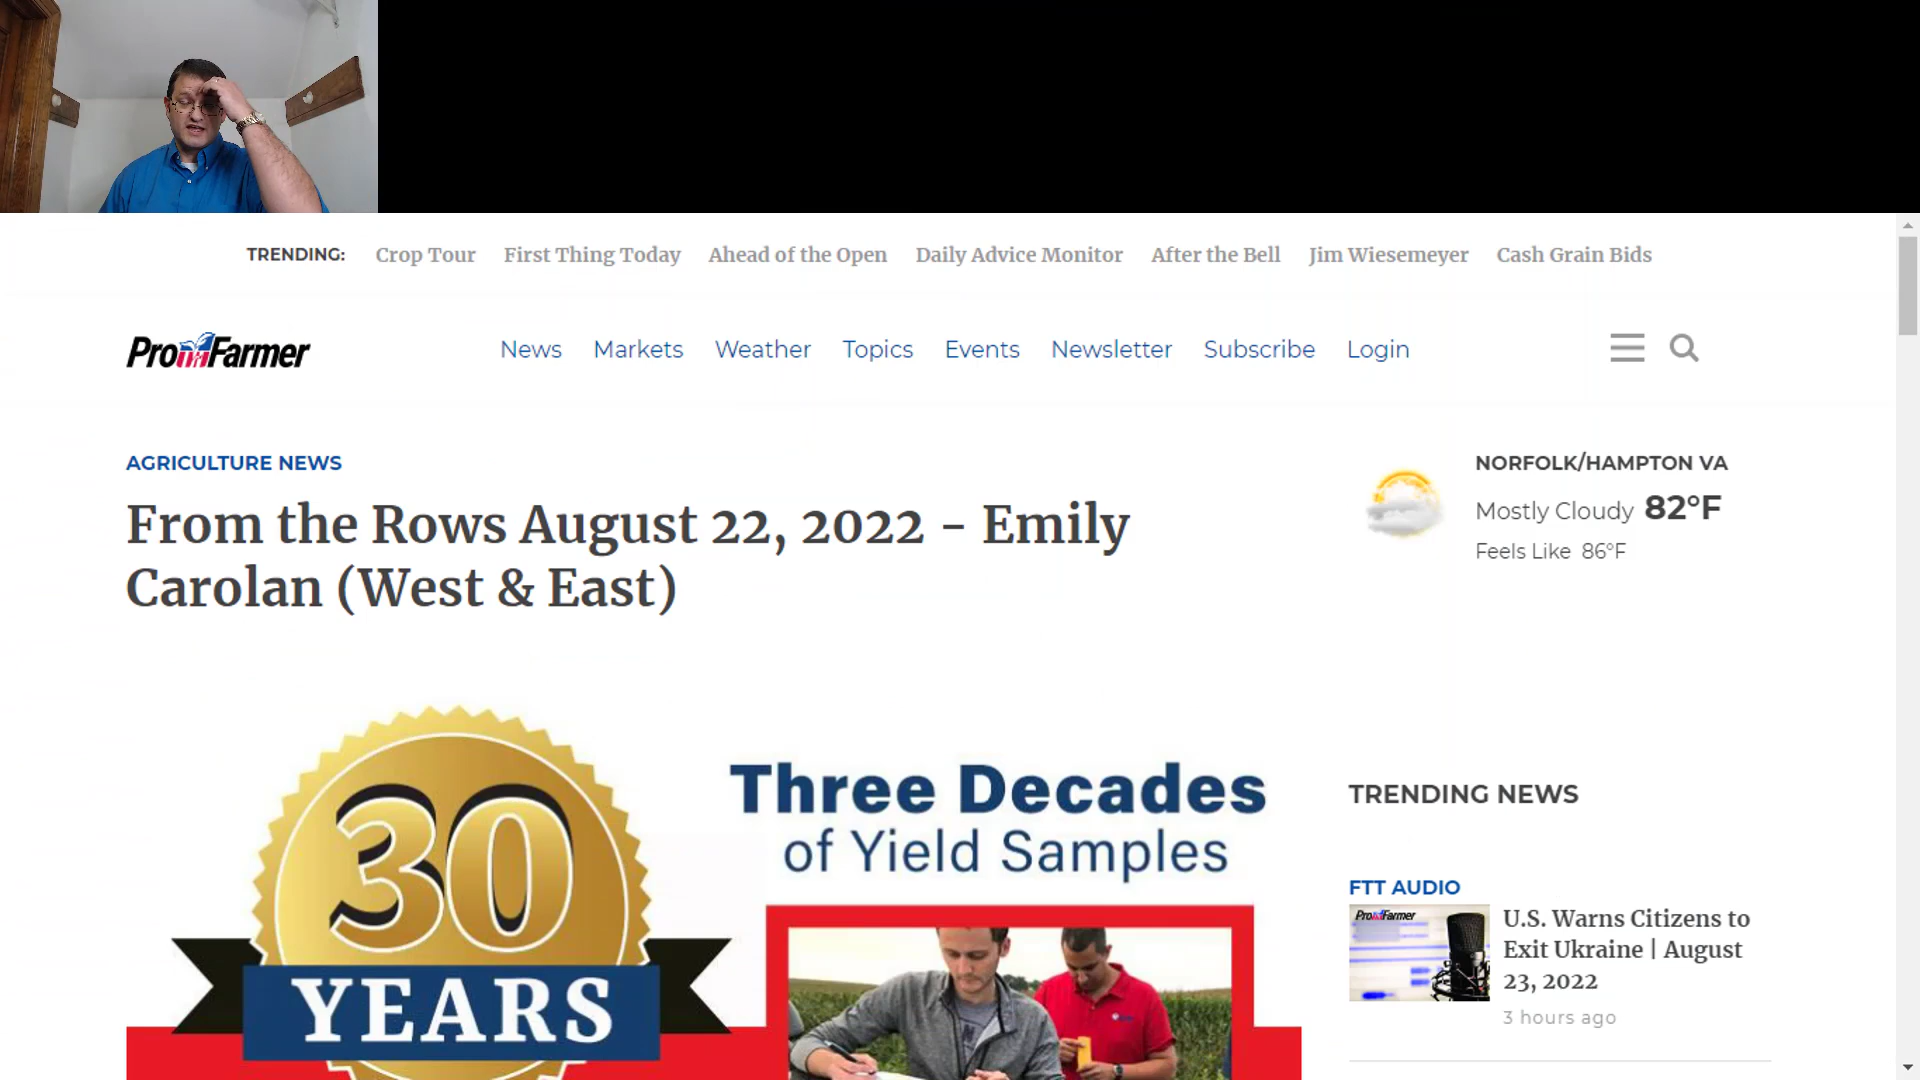 TRENDING: Crop Tour First Thing Today Ahead of the Open Daily Advice Monitor After the Bell Jim Wiesemeyer Cash Grain Bids
Pro Farmer News Markets Weather Topics Events Newsletter Subscribe Login
AGRICULTURE NEWS
From the Rows August 22, 2022 - Emily
Carolan (West & East)
NORFOLK/HAMPTON VA
Mostly Cloudy 82°F
Feels Like 86°F
30
YEARS
Three Decades
of Yield Samples
TRENDING NEWS
FTT AUDIO
Pro Farmer
U.S. Warns Citizens to
Exit Ukraine | August
23, 2022
3 hours ago